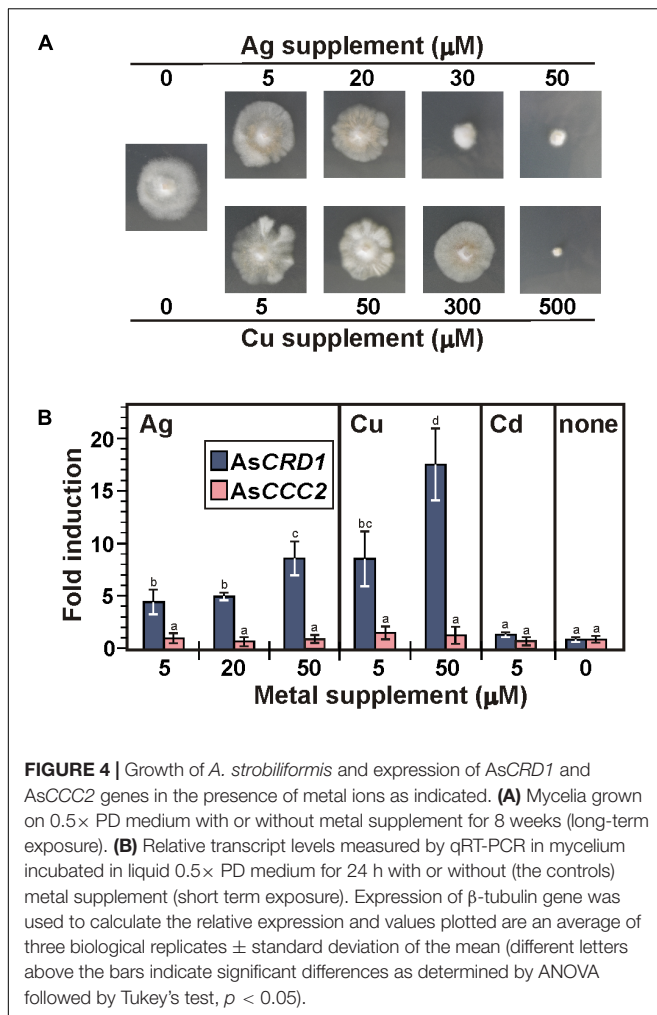 A
Ag supplement (μM)
0 5 20 30 50
0 5 50 300 500
Cu supplement (μM)
B
Ag Cu Cd none
AsCRD1
AsCCC2
Fold induction
20
15
10
5
0
b a b a c a bc a d a a a a a
5 20 50 5 50 5 0
Metal supplement (μM)
FIGURE 4 | Growth of A. strobiliformis and expression of AsCRD1 and
AsCCC2 genes in the presence of metal ions as indicated. (A) Mycelia grown
on 0.5× PD medium with or without metal supplement for 8 weeks (long-term
exposure). (B) Relative transcript levels measured by qRT-PCR in mycelium
incubated in liquid 0.5× PD medium for 24 h with or without (the controls)
metal supplement (short term exposure). Expression of β-tubulin gene was
used to calculate the relative expression and values plotted are an average of
three biological replicates ± standard deviation of the mean (different letters
above the bars indicate significant differences as determined by ANOVA
followed by Tukey's test, p < 0.05).